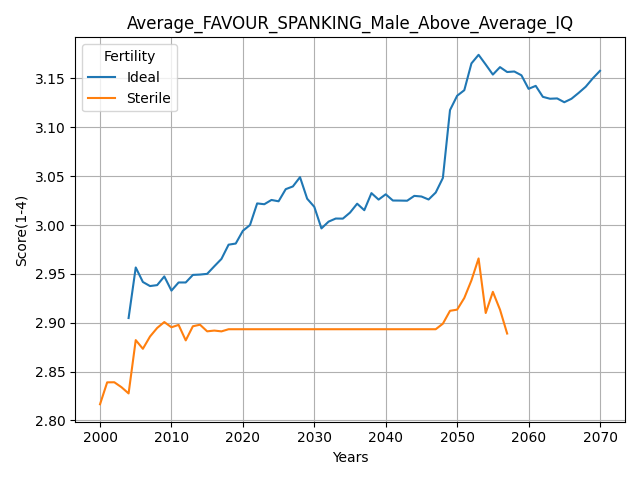 Average_FAVOUR_SPANKING_Male_Above_Average_IQ
Fertility
Ideal
Sterile
Score(1-4)
3.15
3.10
3.05
3.00
2.95
2.90
2.85
2.80
2000 2010 2020 2030 2040 2050 2060 2070
Years